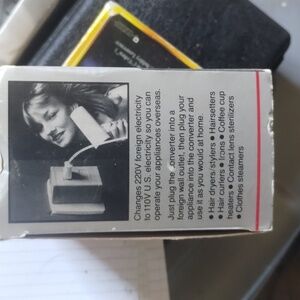 Changes 220V foreign electricity
to 110V U.S. electricity so you can
operate your appliances overseas.
Just plug the converter into a
foreign wall outlet, then plug your
appliance into the converter and
use it as you would at home.
• Hair dryers/stylers • Hairsetters
• Hair curlers • Irons • Coffee cup
heaters • Contact lens sterilizers
• Clothes steamers